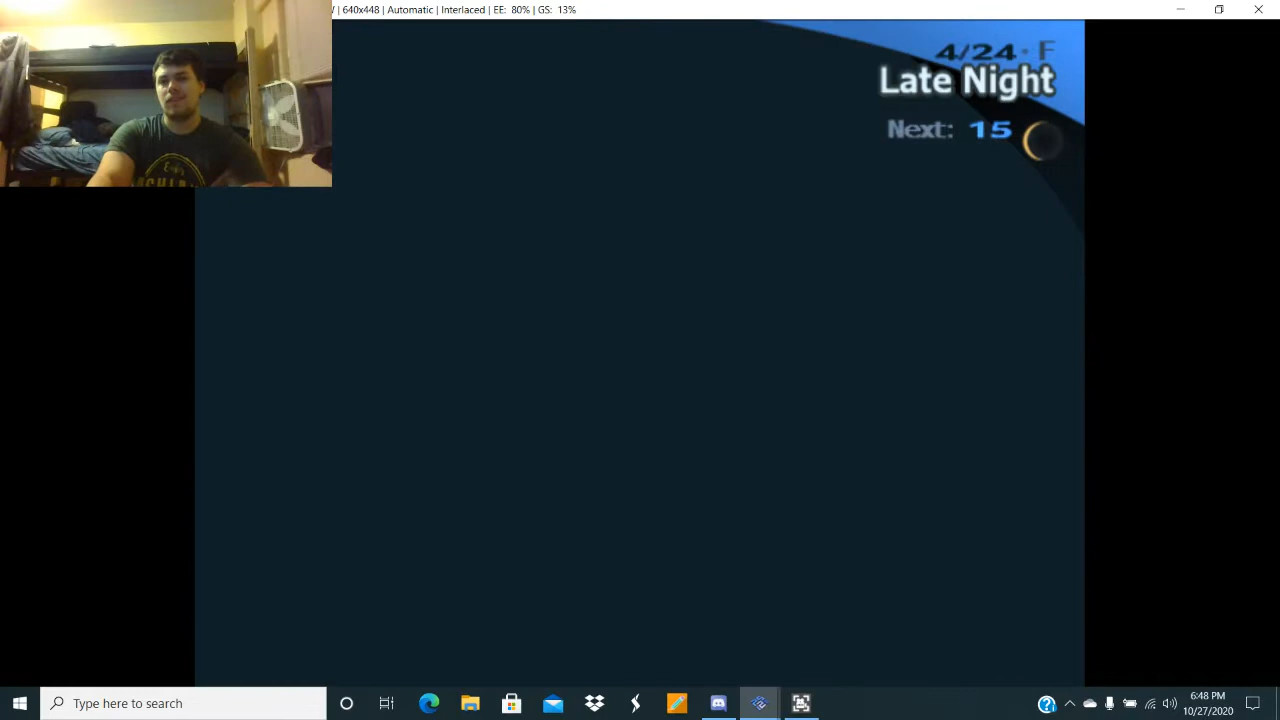 / | 640x448 | Automatic | Interlaced | EE: 80% | GS: 13%
4/24 · F
Late Night
Next: 15
Type here to search
6:48 PM
10/27/2020